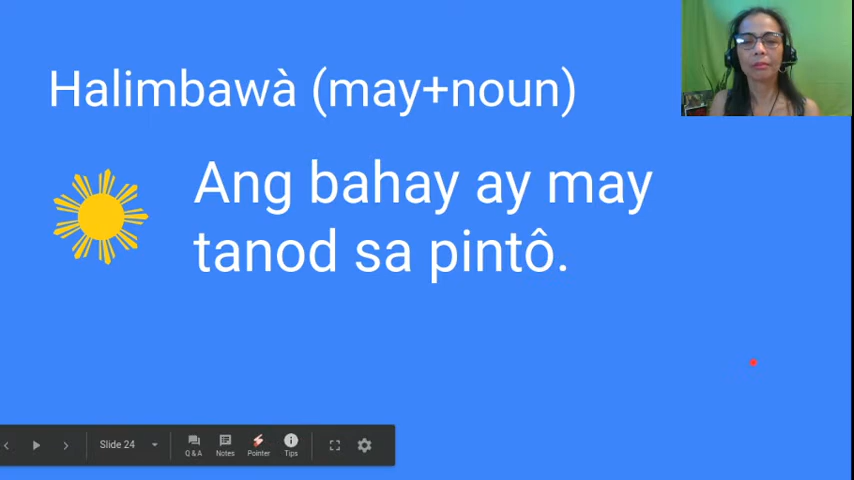 Halimbawà (may+noun)
Ang bahay ay may
tanod sa pintô.
Slide 24
Q & A
Notes
Pointer
Tips